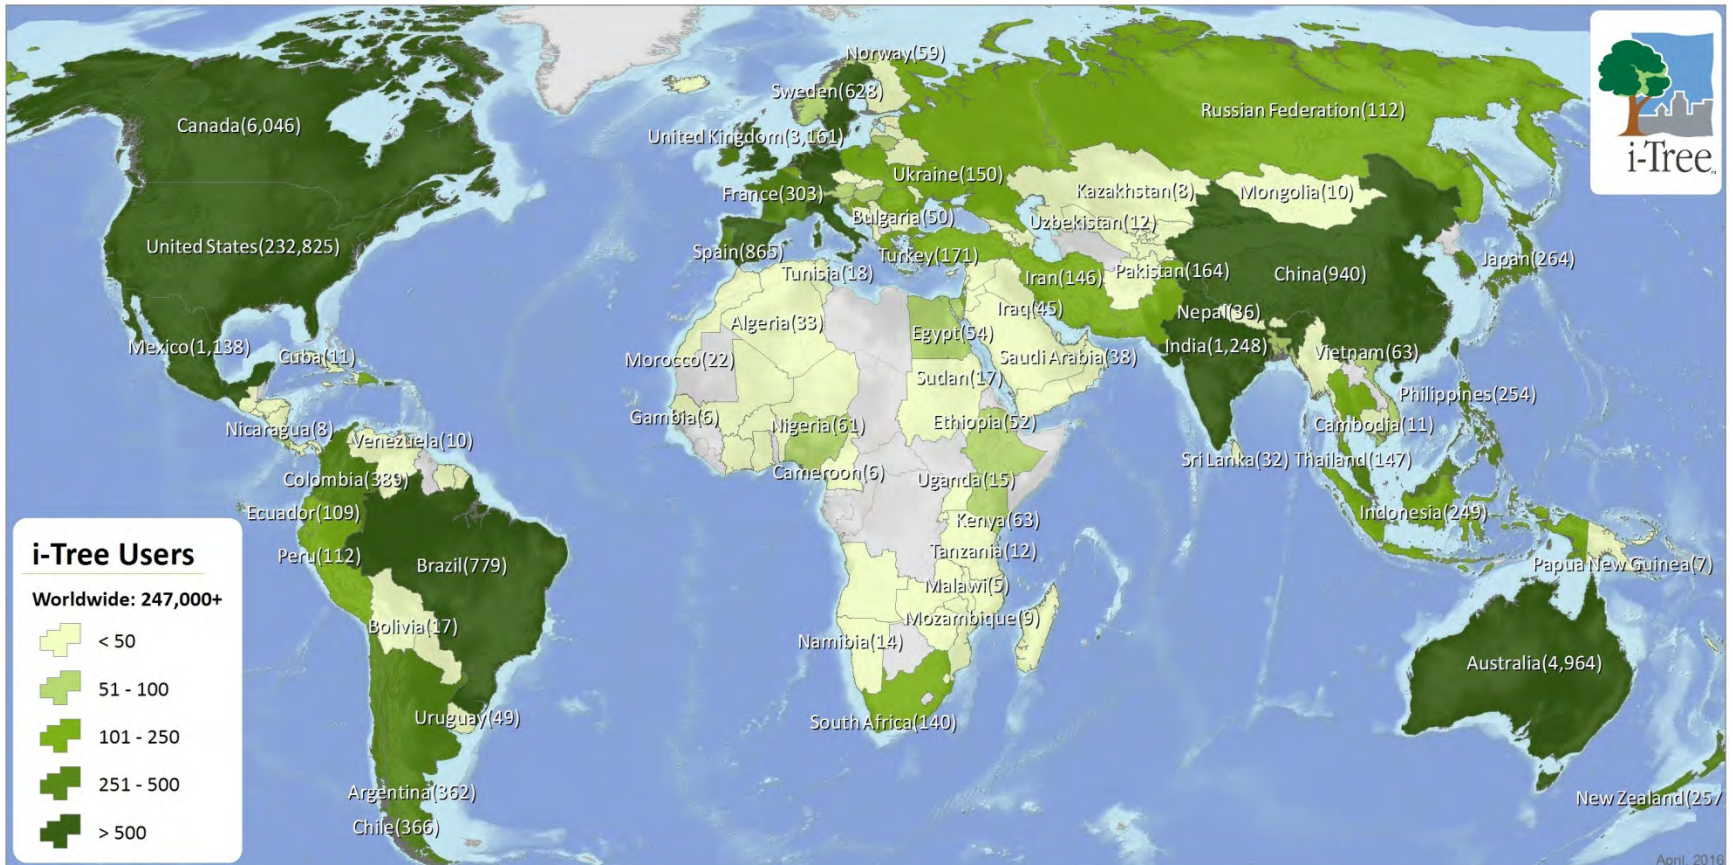 Norway(59)
Sweden(628)
Canada(6,046)
United Kingdom(3,161)
Russian Federation(112)
i-Tree
Ukraine(150)
France(303)
Kazakhstan(8)
Mongolia(10)
Bulgaria(50)
Uzbekistan(12)
United States(232,825)
Spain(865)
Turkey(171)
Japan(264)
Tunisia(18)
Iran(146)
Pakistan(164)
China(940)
Iraq(45)
Nepal(36)
Algeria(33)
Egypt(54)
Mexico(1,138)
Cuba(11)
Morocco(22)
Saudi Arabia(38)
India(1,248)
Vietnam(63)
Sudan(17)
Philippines(254)
Gambia(6)
Nicaragua(8)
Nigeria(61)
Ethiopia(52)
Cambodia(11)
Venezuela(10)
Sri Lanka(32)
Thailand(147)
Colombia(389)
Cameroon(6)
Uganda(15)
Ecuador(109)
Kenya(63)
Indonesia(249)
Peru(112)
Brazil(779)
Tanzania(12)
Papua New Guinea(7)
Malawi(5)
Mozambique(9)
Bolivia(17)
Namibia(14)
Australia(4,964)
Uruguay(49)
South Africa(140)
Argentina(362)
New Zealand(257
Chile(366)
i-Tree Users
Worldwide: 247,000+
< 50
51 - 100
101 - 250
251 - 500
> 500
April, 2016